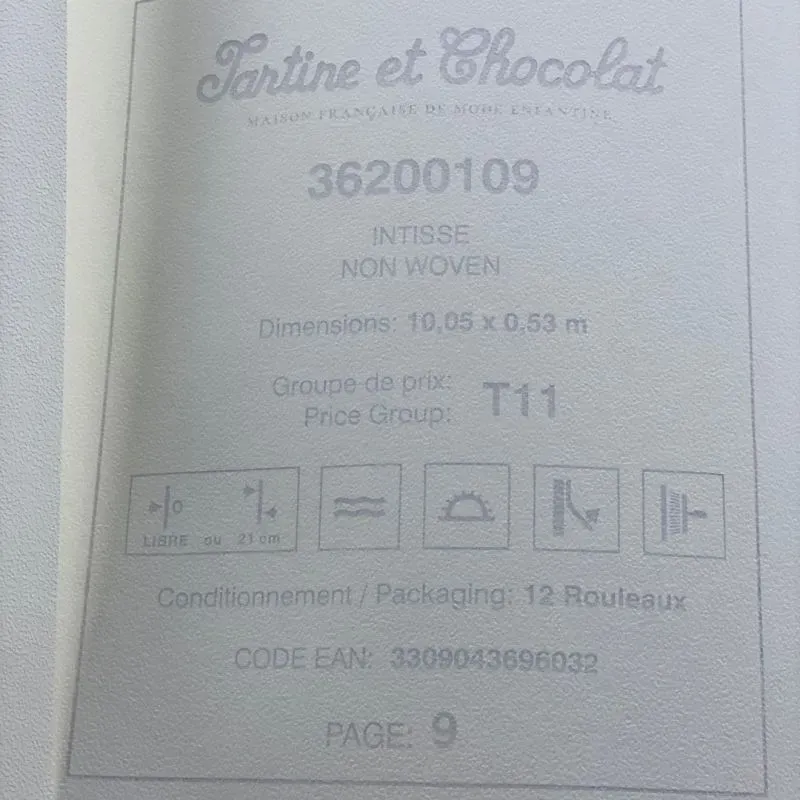 Tartine et Chocolat
MAISON FRANÇAISE DE MODE ENFANTINE
36200109
INTISSE
NON WOVEN
Dimensions: 10,05 x 0,53 m
Groupe de prix:
Price Group: T11
0
LIBRE ou 21 cm
Conditionnement / Packaging: 12 Rouleaux
CODE EAN: 3309043696032
PAGE: 9